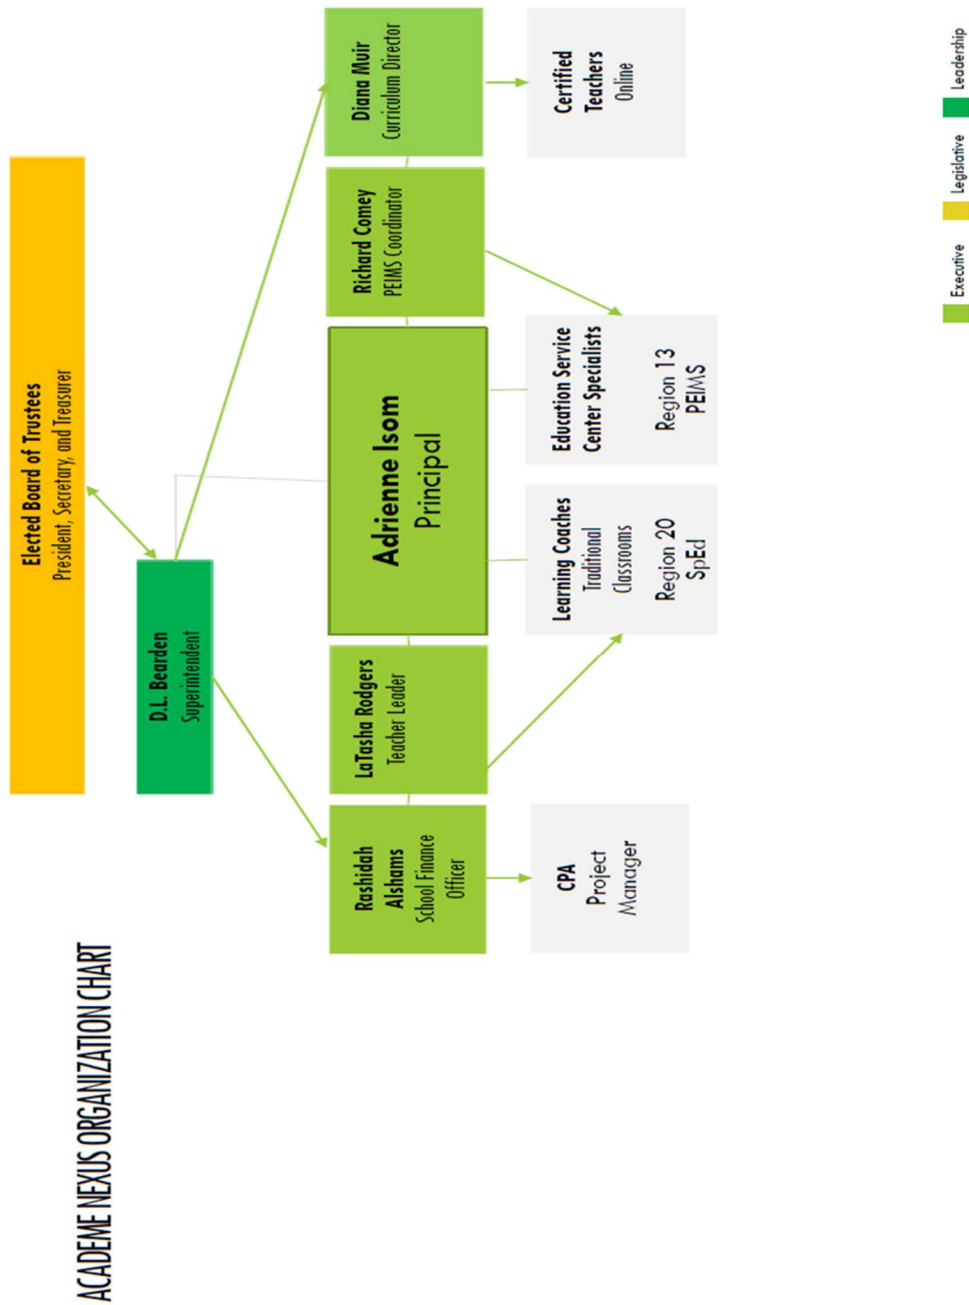 ACADEME NEXUS ORGANIZATION CHART
Elected Board of Trustees
President, Secretary, and Treasurer
D.L. Bearden
Superintendent
Rashidah
Alshams
School Finance
Officer
LaTasha Rodgers
Teacher Leader
Adrienne Isom
Principal
Richard Comey
PEIMS Coordinator
Diana Muir
Curriculum Director
CPA
Project
Manager
Learning Coaches
Traditional
Classrooms
Region 20
SpEd
Education Service
Center Specialists
Region 13
PEIMS
Certified
Teachers
Online
Executive
Legislative
Leadership